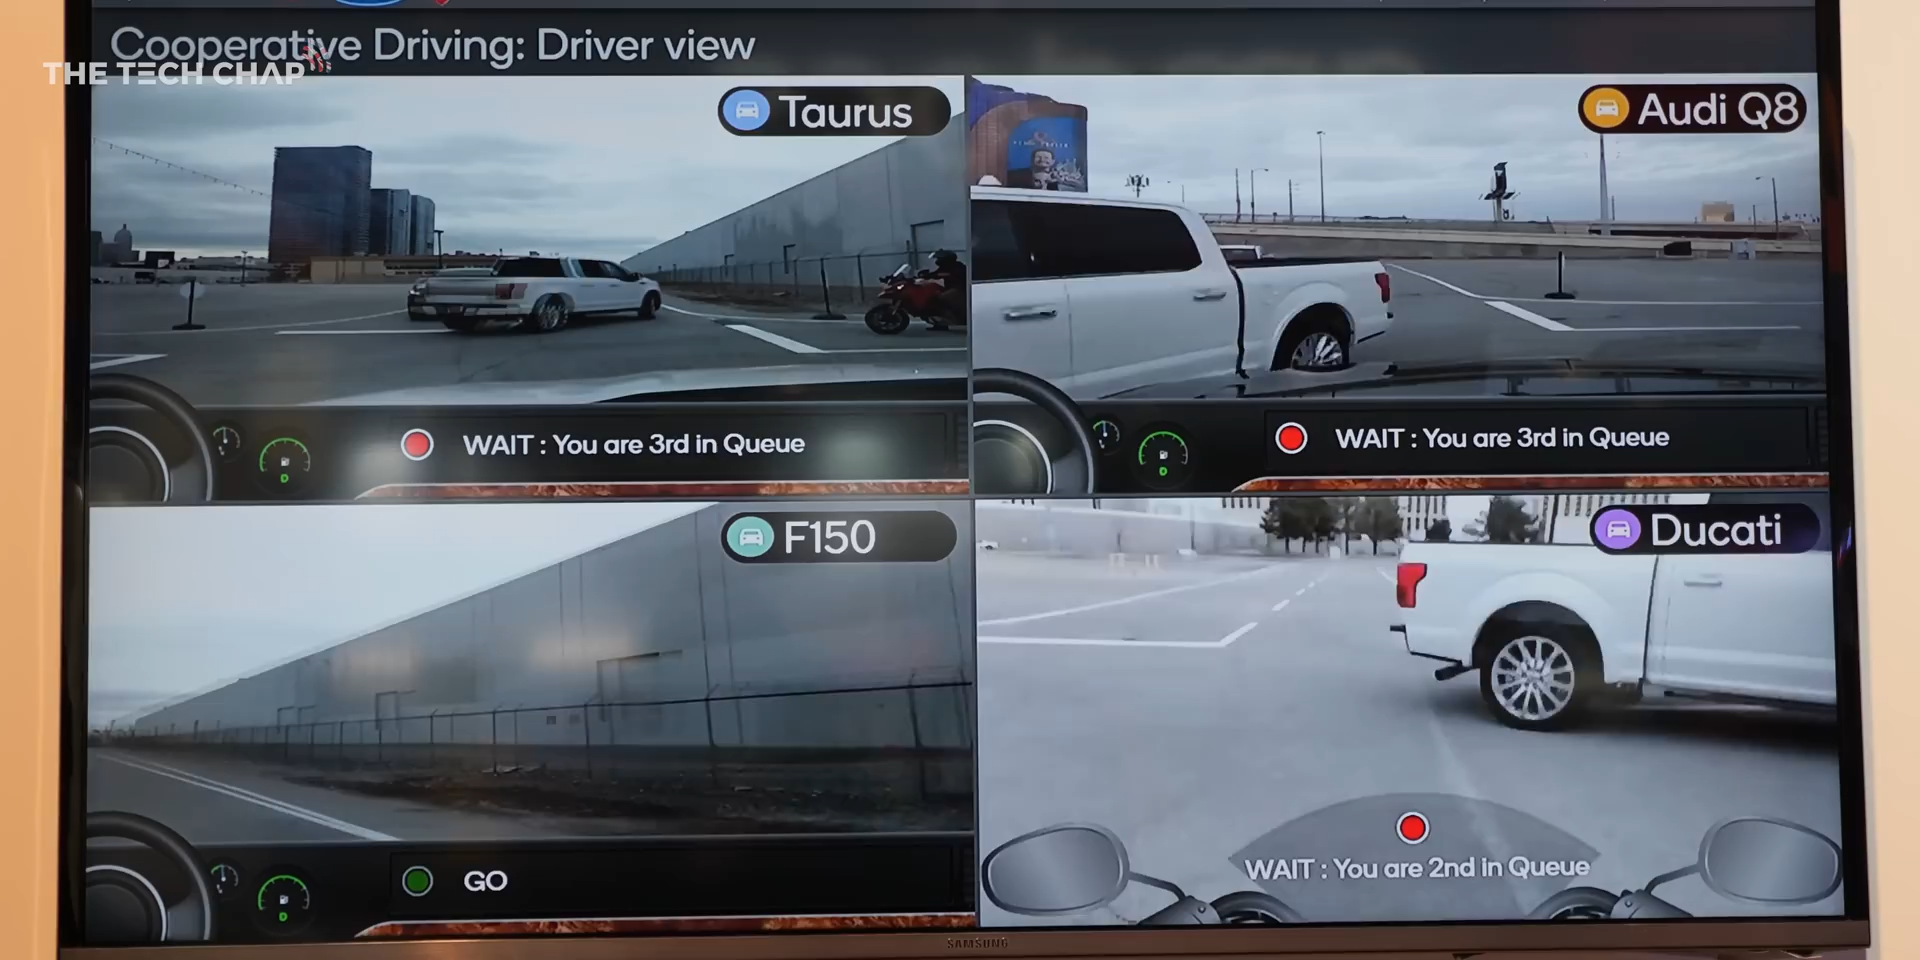 Cooperative Driving: Driver view
THE TECH CHAP
Taurus
Audi Q8
WAIT : You are 3rd in Queue
WAIT : You are 3rd in Queue
F150
Ducati
GO
WAIT : You are 2nd in Queue
SAMSUNG